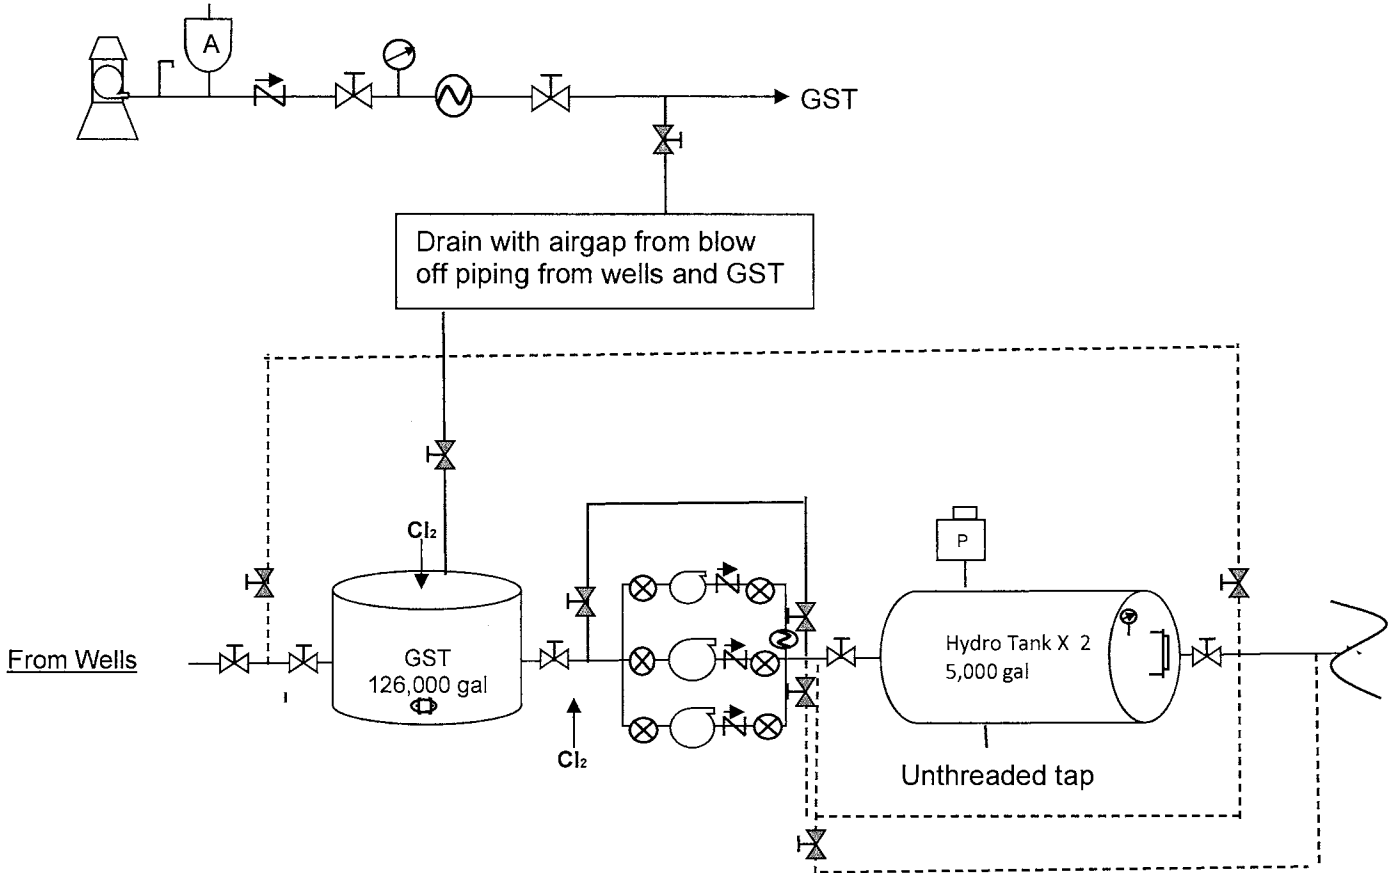 A
GST
Drain with airgap from blow
off piping from wells and GST
Cl₂
P
From Wells
GST
126,000 gal
Hydro Tank X 2
5,000 gal
Cl₂
Unthreaded tap